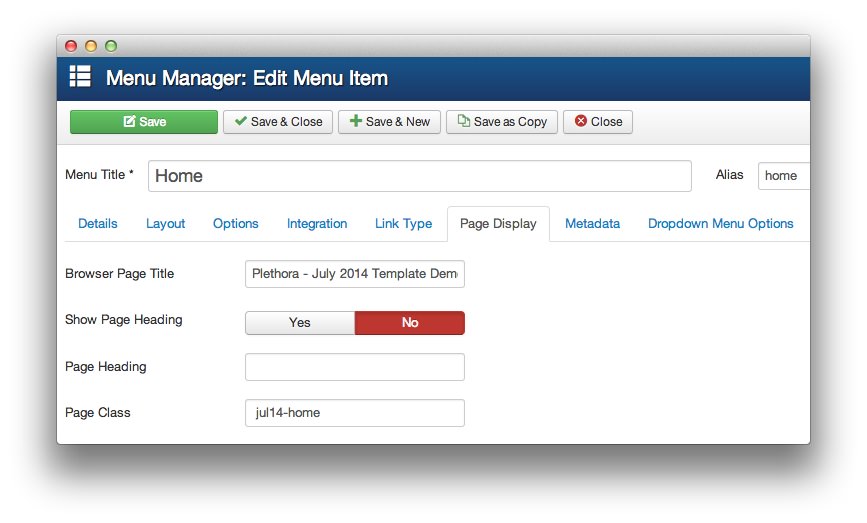 Menu Manager: Edit Menu Item
Save Save & Close Save & New Save as Copy Close
Menu Title * Home Alias home
Details Layout Options Integration Link Type Page Display Metadata Dropdown Menu Options
Browser Page Title Plethora - July 2014 Template Dem
Show Page Heading Yes No
Page Heading
Page Class jul14-home